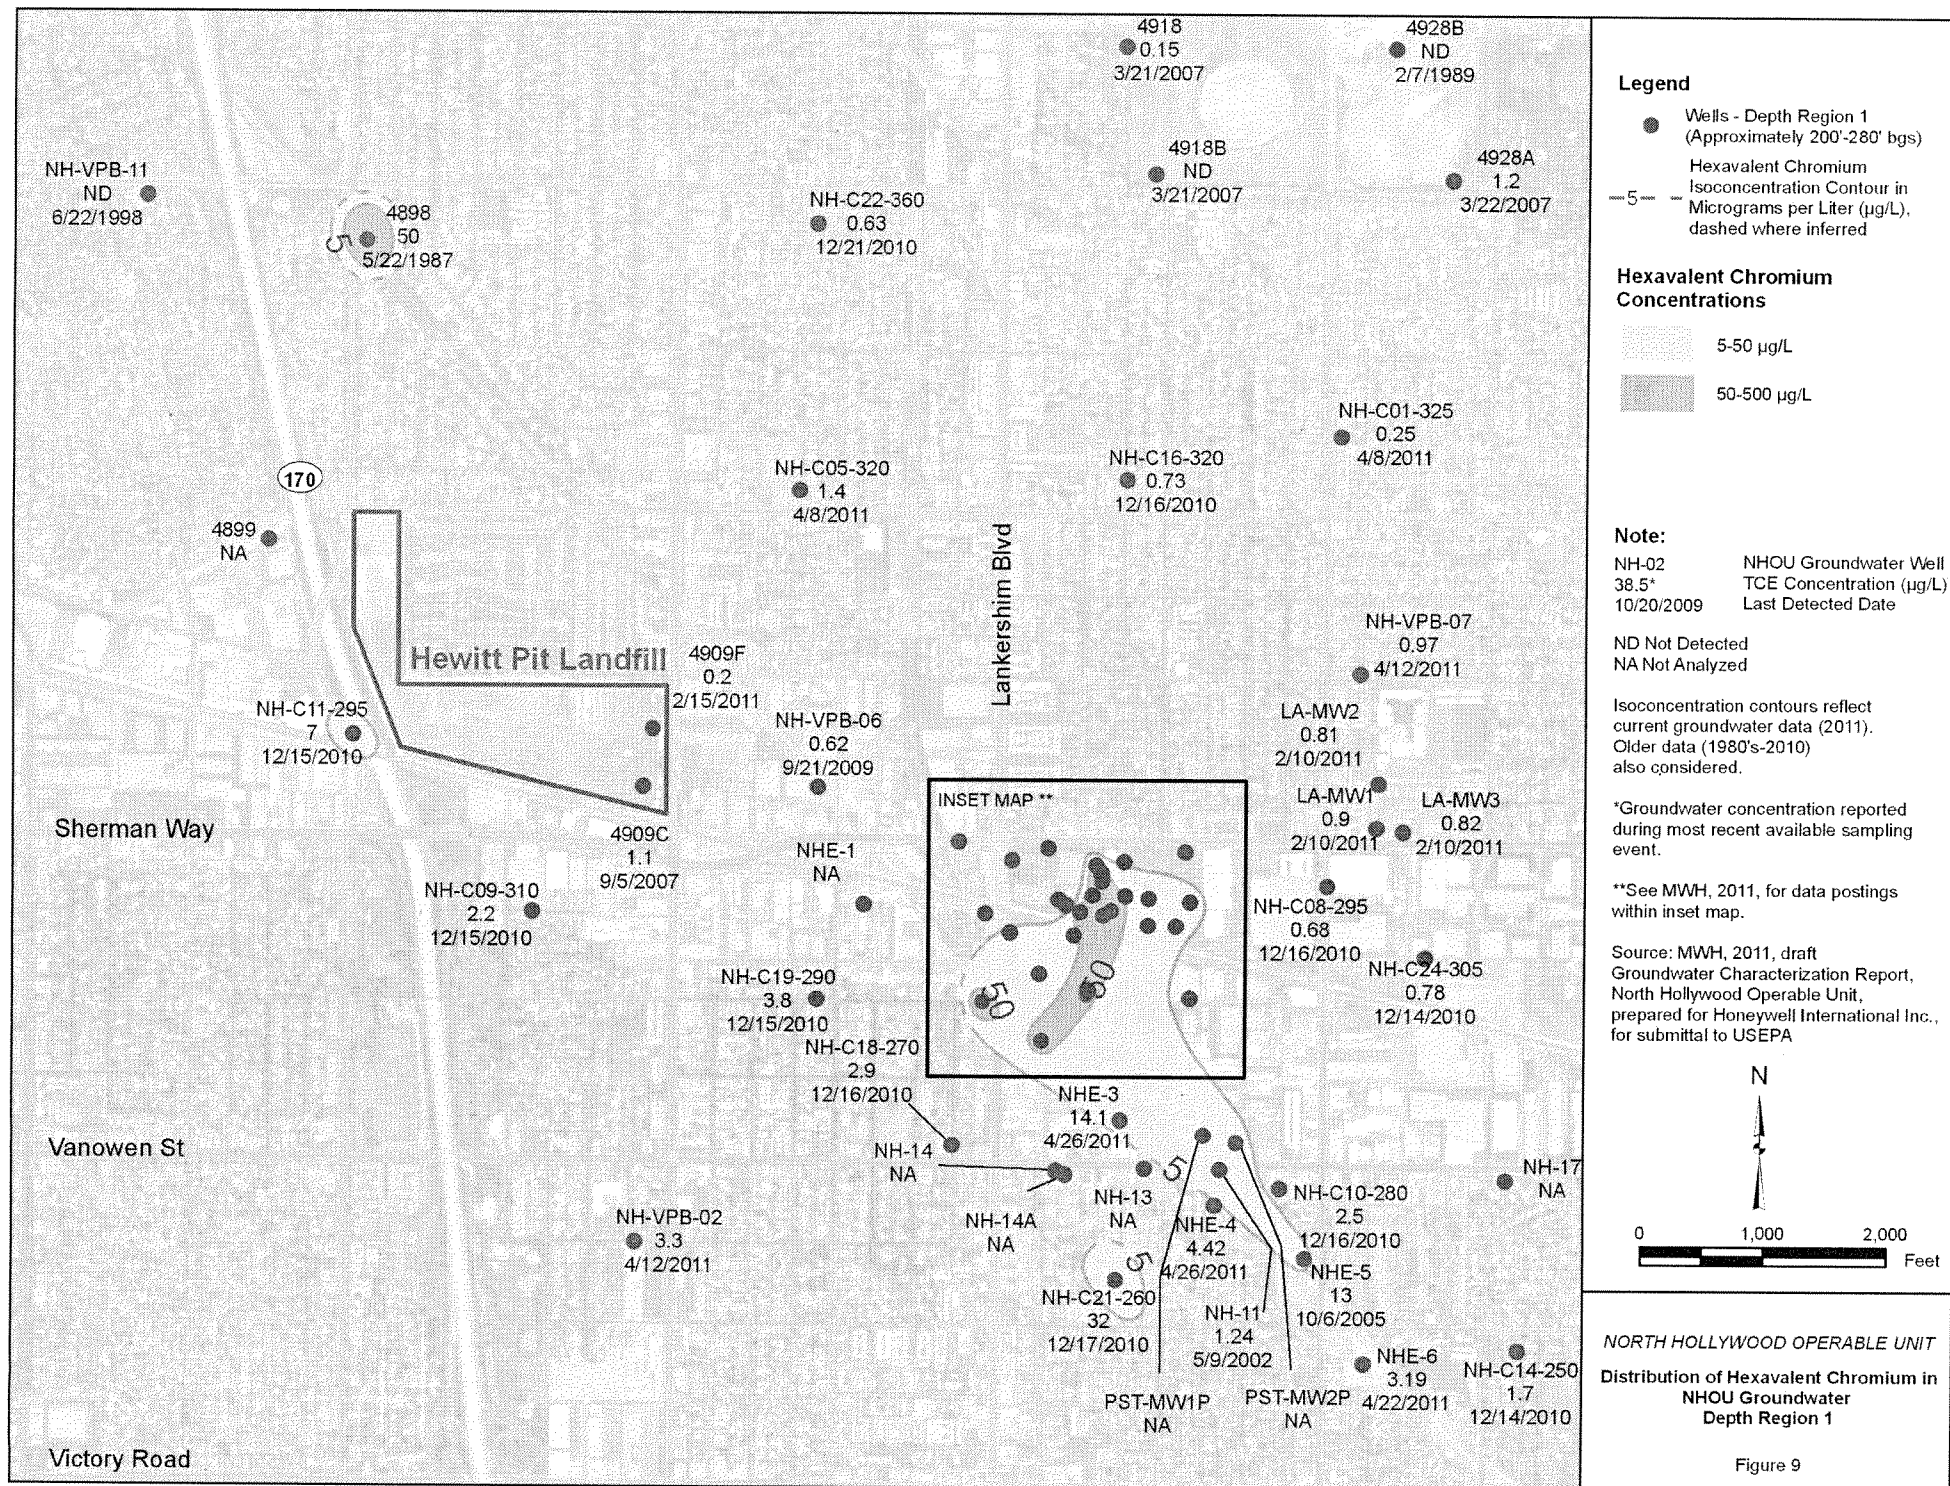 4918
0.15
3/21/2007
4928B
ND
2/7/1989
NH-VPB-11
ND
6/22/1998
4898
50
5/22/1987
5
NH-C22-360
0.63
12/21/2010
4918B
ND
3/21/2007
4928A
1.2
3/22/2007
NH-C01-325
0.25
4/8/2011
NH-C05-320
1.4
4/8/2011
NH-C16-320
0.73
12/16/2010
170
4899
NA
Lankershim Blvd
Hewitt Pit Landfill
4909F
0.2
2/15/2011
NH-VPB-07
0.97
4/12/2011
NH-C11-295
7
12/15/2010
NH-VPB-06
0.62
9/21/2009
LA-MW2
0.81
2/10/2011
LA-MW1
0.9
2/10/2011
LA-MW3
0.82
2/10/2011
INSET MAP **
50
50
Sherman Way
4909C
1.1
9/5/2007
NHE-1
NA
NH-C09-310
2.2
12/15/2010
NH-C08-295
0.68
12/16/2010
NH-C24-305
0.78
12/14/2010
NH-C19-290
3.8
12/15/2010
NH-C18-270
2.9
12/16/2010
NHE-3
14.1
4/26/2011
Vanowen St
NH-14
NA
5
NH-17
NA
NH-13
NA
NH-14A
NA
NH-C10-280
2.5
12/16/2010
NHE-4
4.42
4/26/2011
NH-VPB-02
3.3
4/12/2011
5
NH-C21-260
32
12/17/2010
NHE-5
13
10/6/2005
NH-11
1.24
5/9/2002
NHE-6
3.19
4/22/2011
NH-C14-250
1.7
12/14/2010
PST-MW1P
NA
PST-MW2P
NA
Victory Road
Legend
Wells - Depth Region 1
(Approximately 200'-280' bgs)
5
Hexavalent Chromium
Isoconcentration Contour in
Micrograms per Liter (µg/L),
dashed where inferred
Hexavalent Chromium
Concentrations
5-50 µg/L
50-500 µg/L
Note:
NH-02 NHOU Groundwater Well
38.5* TCE Concentration (µg/L)
10/20/2009 Last Detected Date
ND Not Detected
NA Not Analyzed
Isoconcentration contours reflect
current groundwater data (2011).
Older data (1980's-2010)
also considered.
*Groundwater concentration reported
during most recent available sampling
event.
**See MWH, 2011, for data postings
within inset map.
Source: MWH, 2011, draft
Groundwater Characterization Report,
North Hollywood Operable Unit,
prepared for Honeywell International Inc.,
for submittal to USEPA
N
0 1,000 2,000
Feet
NORTH HOLLYWOOD OPERABLE UNIT
Distribution of Hexavalent Chromium in
NHOU Groundwater
Depth Region 1
Figure 9